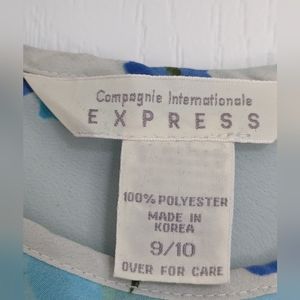 Compagnie Internationale
EXPRESS
100% POLYESTER
MADE IN
KOREA
9/10
OVER FOR CARE